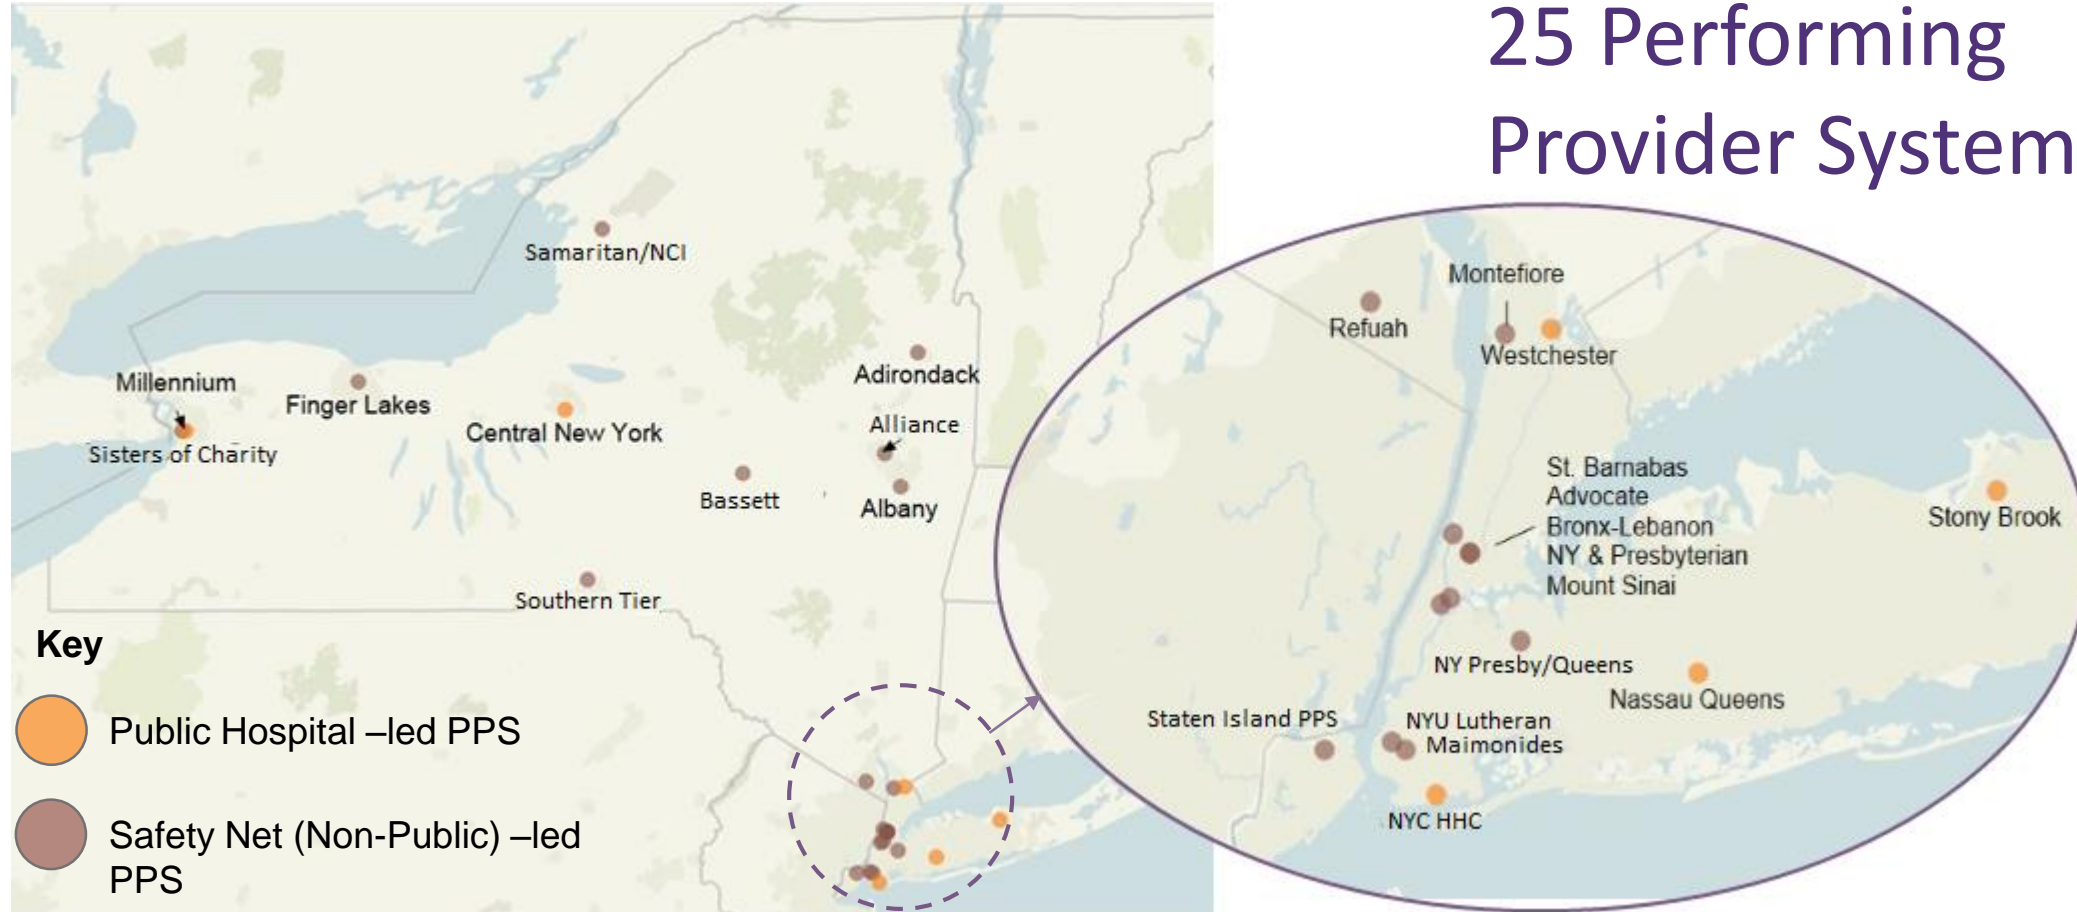 25 Performing
Provider System
Samaritan/NCI
Adirondack
Millennium
Finger Lakes
Alliance
Central New York
Sisters of Charity
Bassett
Albany
Southern Tier
Key
Public Hospital –led PPS
Safety Net (Non-Public) –led
PPS
Montefiore
Refuah
Westchester
St. Barnabas
Advocate
Bronx-Lebanon
NY & Presbyterian
Mount Sinai
Stony Brook
NY Presby/Queens
Nassau Queens
Staten Island PPS
NYU Lutheran
Maimonides
NYC HHC